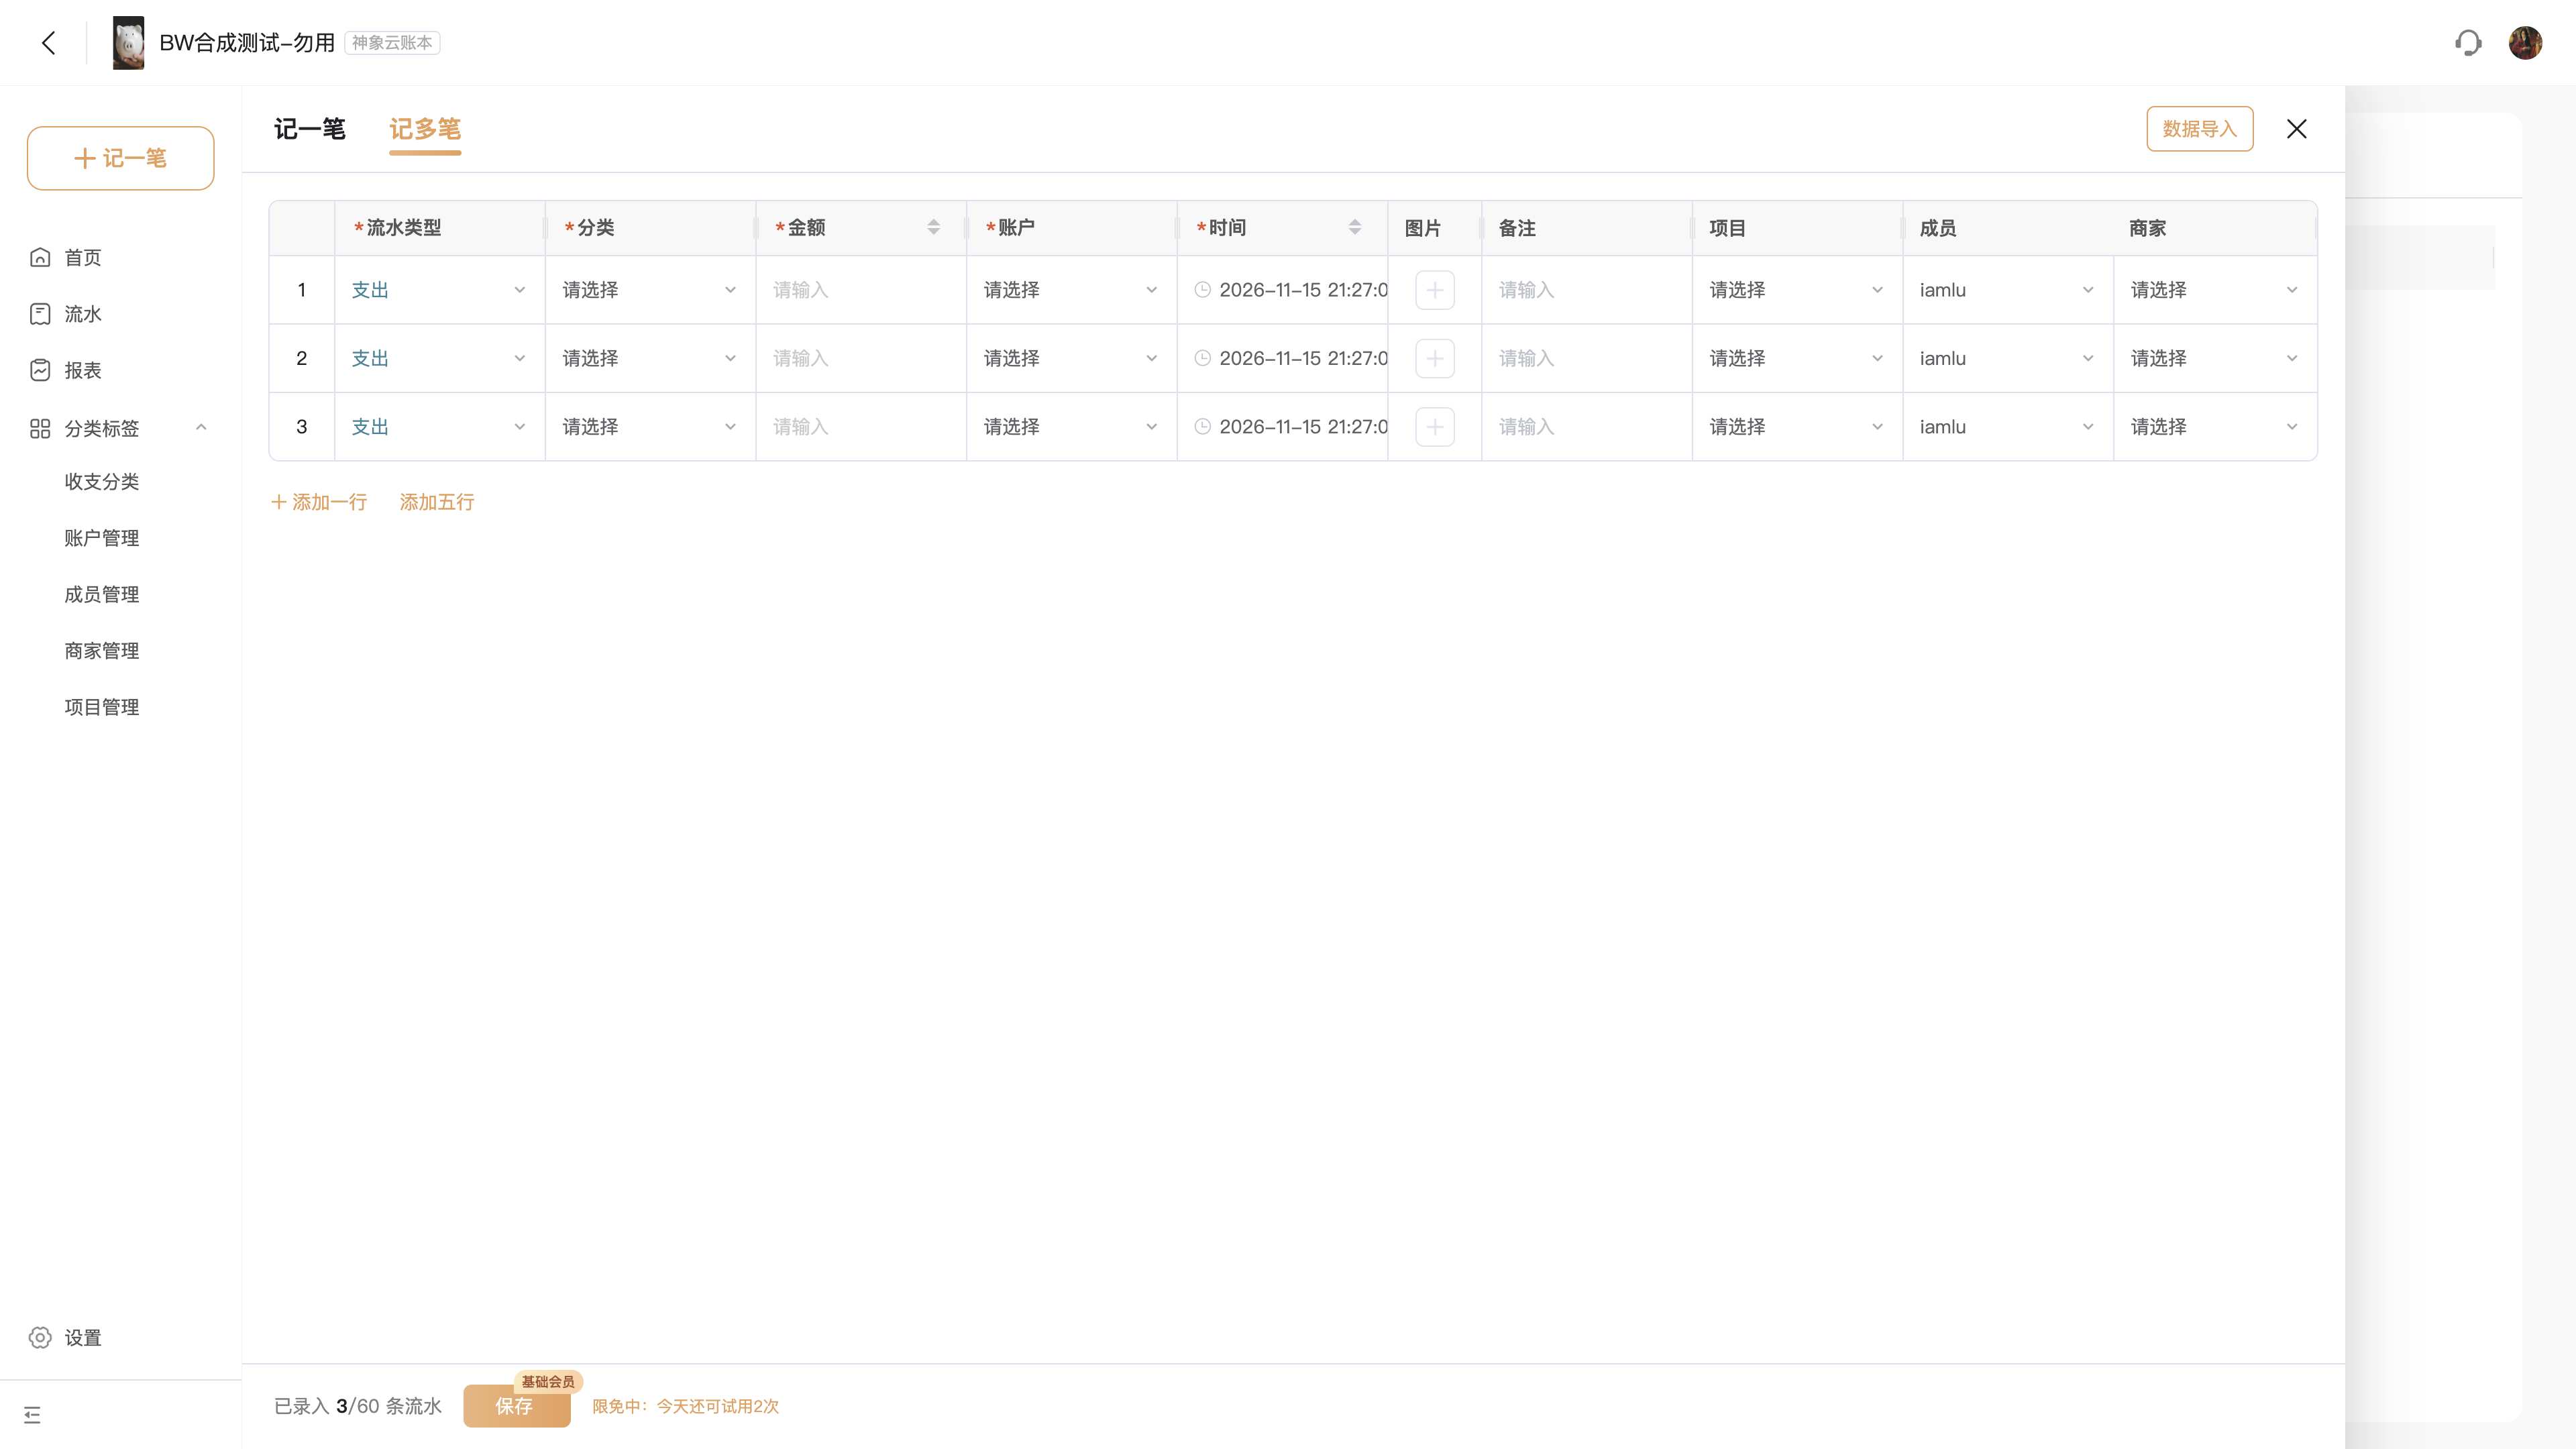 BW合成测试-勿用 神象云账本
记一笔 记多笔 数据导入
+ 记一笔
首页
流水
报表
分类标签
收支分类
账户管理
成员管理
商家管理
项目管理
设置
*流水类型 *分类 *金额 *账户 *时间 图片 备注 项目 成员 商家
1 支出 请选择 请输入 请选择 2026-11-15 21:27:0 请输入 请选择 iamlu 请选择
2 支出 请选择 请输入 请选择 2026-11-15 21:27:0 请输入 请选择 iamlu 请选择
3 支出 请选择 请输入 请选择 2026-11-15 21:27:0 请输入 请选择 iamlu 请选择
+ 添加一行 添加五行
基础会员
已录入 3/60 条流水 保存 限免中：今天还可试用2次